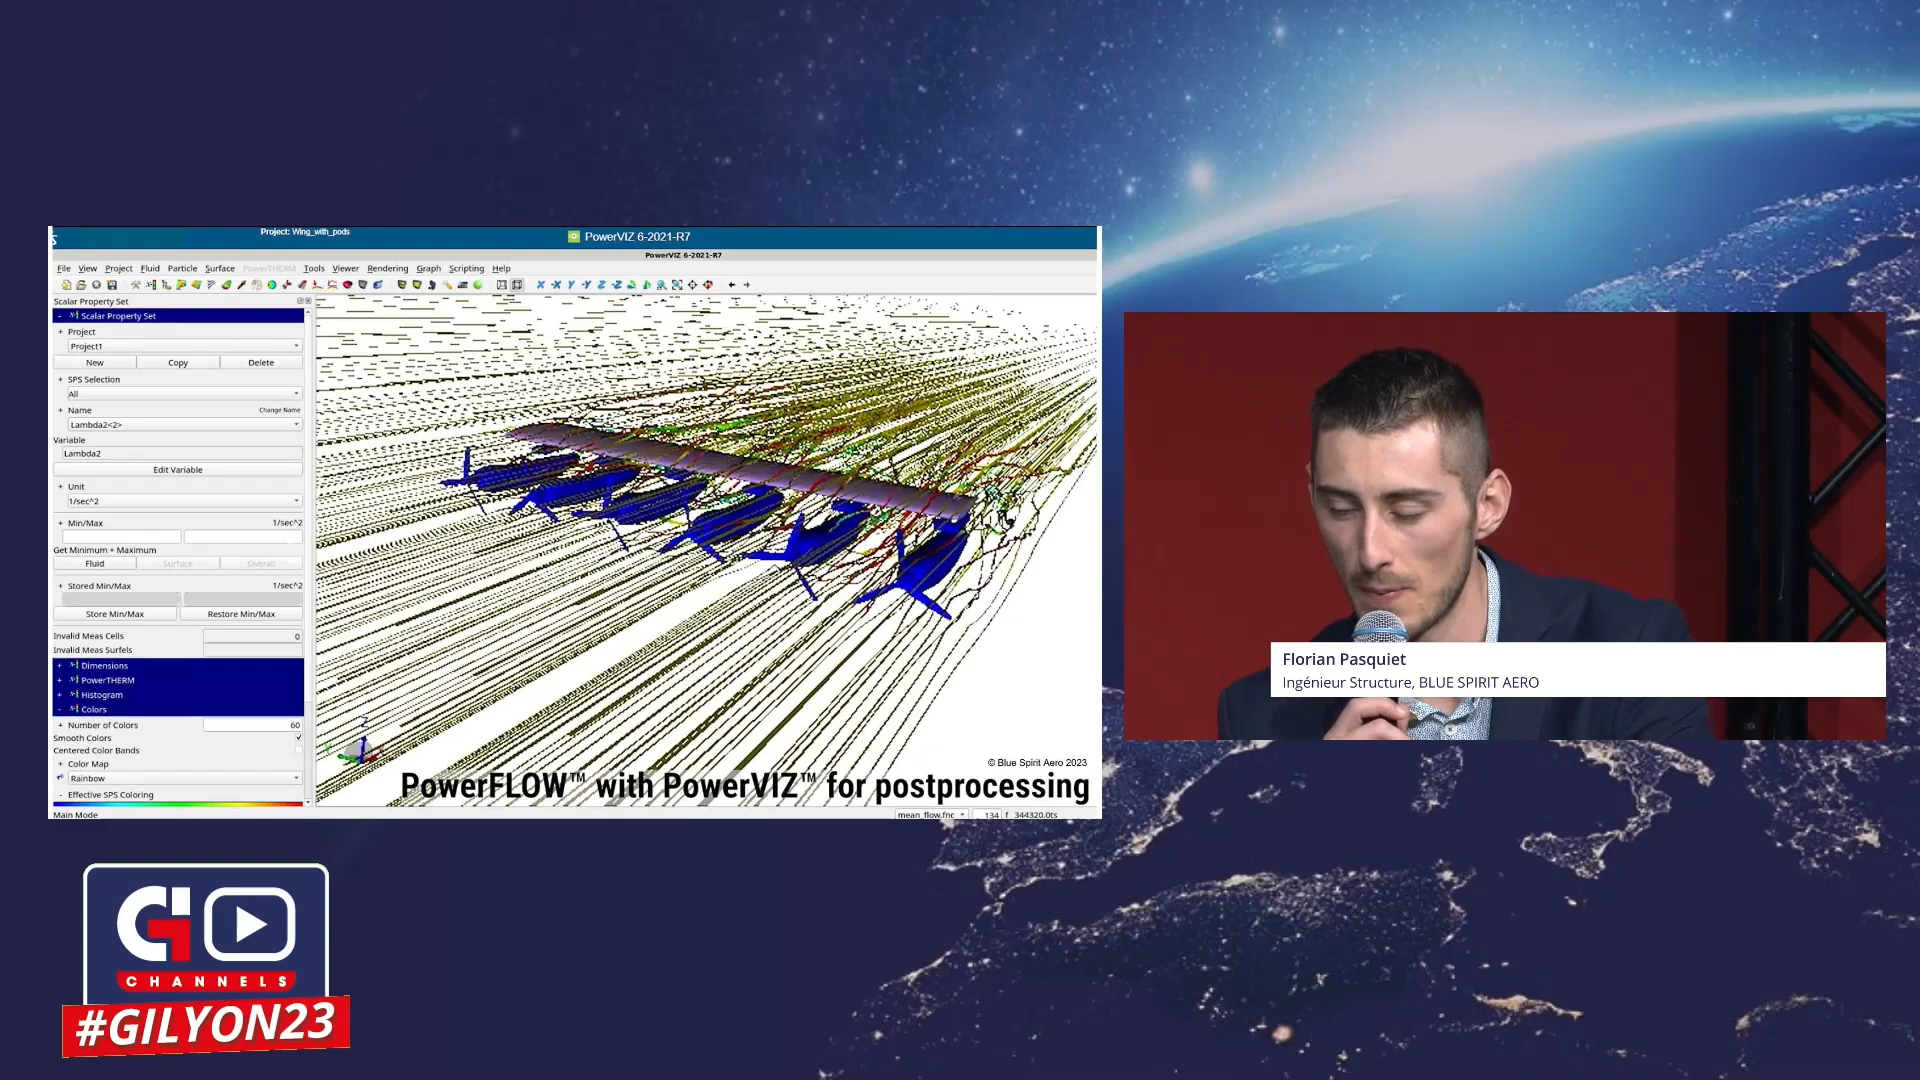 Project: Wing_with_pods
PowerVIZ 6-2021-R7
PowerVIZ 6-2021-R7
File View Project Fluid Particle Surface PowerTHERM Tools Viewer Rendering Graph Scripting Help
Scalar Property Set
- Scalar Property Set
+ Project
Project1
New Copy Delete
+ SPS Selection
All
+ Name Change Name
Lambda2<2>
Variable
Lambda2
Edit Variable
+ Unit
1/sec^2
+ Min/Max 1/sec^2
Get Minimum + Maximum
Fluid Surface Overall
+ Stored Min/Max 1/sec^2
Store Min/Max Restore Min/Max
Invalid Meas Cells 0
Invalid Meas Surfels
+ Dimensions
+ PowerTHERM
+ Histogram
- Colors
+ Number of Colors 60
Smooth Colors
Centered Color Bands
+ Color Map
Rainbow
- Effective SPS Coloring
Main Mode
X -X Y -Y Z -Z
Z
© Blue Spirit Aero 2023
PowerFLOW™ with PowerVIZ™ for postprocessing
mean_flow.fnc 134 f 344320.0ts
Florian Pasquiet
Ingénieur Structure, BLUE SPIRIT AERO
GI
CHANNELS
#GILYON23